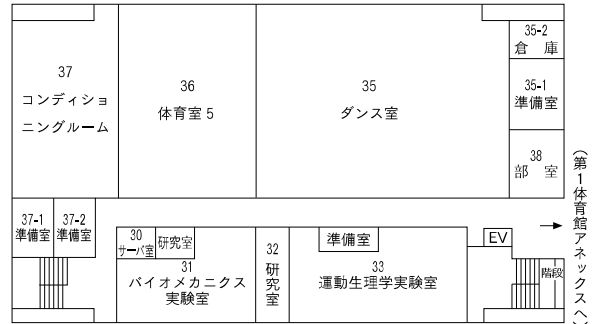 37
コンディショ
ニングルーム
36
体育室5
35
ダンス室
35-2
倉庫
35-1
準備室
38
部室
37-1
準備室
37-2
準備室
30
サーバ室
研究室
31
バイオメカニクス
実験室
32
研究室
準備室
33
運動生理学実験室
EV
階段
→
（第1体育館アネックスへ）